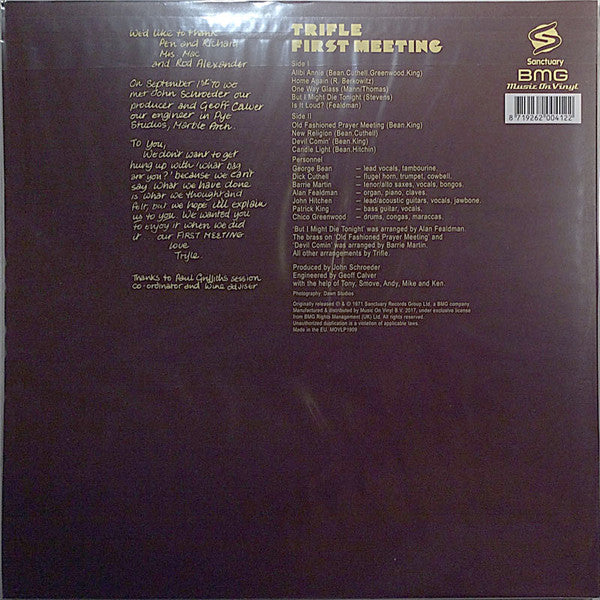 We'd like to thank
Pen and Richard
Mrs Mac
and Rod Alexander
On September 1st '70 we
met John Schroeder our
producer and Geoff Calver
our engineer in Pye
Studios, Marble Arch.
To You,
We don't want to get
hung up with 'what bag
are you?' because we can't
say. What we have done
is what we thought and
felt, but we hope will explain
us to you. We wanted you
to enjoy it when we did
it our FIRST MEETING
love
Trifle
Thanks to Paul Griffiths session
co-ordinator and wine adviser
TRIFLE
FIRST MEETING
Side I
Alibi Annie (Bean,Cuthell,Greenwood,King)
Home Again (R. Berkowitz)
One Way Glass (Mann/Thomas)
But I Might Die Tonight (Stevens)
Is It Loud? (Fealdman)
Side II
Old Fashioned Prayer Meeting (Bean,King)
New Religion (Bean,Cuthell)
Devil Comin' (Bean,King)
Candle Light (Bean,Hitchin)
Personnel
George Bean – lead vocals, tambourine,
Dick Cuthell – flugel horn, trumpet, cowbell.
Barrie Martin – tenor/alto saxes, vocals, bongos.
Alan Fealdman – organ, piano, claves.
John Hitchen – lead/acoustic guitars, vocals, jawbone.
Patrick King – bass guitar, vocals.
Chico Greenwood – drums, congas, maraccas.
'But I Might Die Tonight' was arranged by Alan Fealdman.
The brass on 'Old Fashioned Prayer Meeting' and
'Devil Comin' was arranged by Barrie Martin.
All other arrangements by Trifle.
Produced by John Schroeder
Engineered by Geoff Calver
with the help of Tony, Smove, Andy, Mike and Ken.
Photography: Dawn Studios
Originally released ℗ & © 1971 Sanctuary Records Group Ltd, a BMG company.
Manufactured & distributed by Music On Vinyl B.V. 2017, under exclusive license
from BMG Rights Management (UK) Ltd. All rights reserved.
Unauthorized duplication is a violation of applicable laws.
Made in the EU. MOVLP1809
Sanctuary
BMG
Music On Vinyl
8 719262 004122